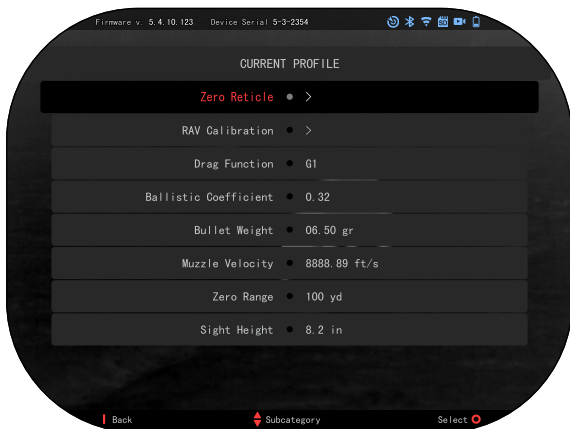 Firmware v. 5.4.10.123 Device Serial 5-3-2354
SD
CURRENT PROFILE
Zero Reticle >
RAV Calibration >
Drag Function G1
Ballistic Coefficient 0.32
Bullet Weight 06.50 gr
Muzzle Velocity 8888.89 ft/s
Zero Range 100 yd
Sight Height 8.2 in
Back Subcategory Select